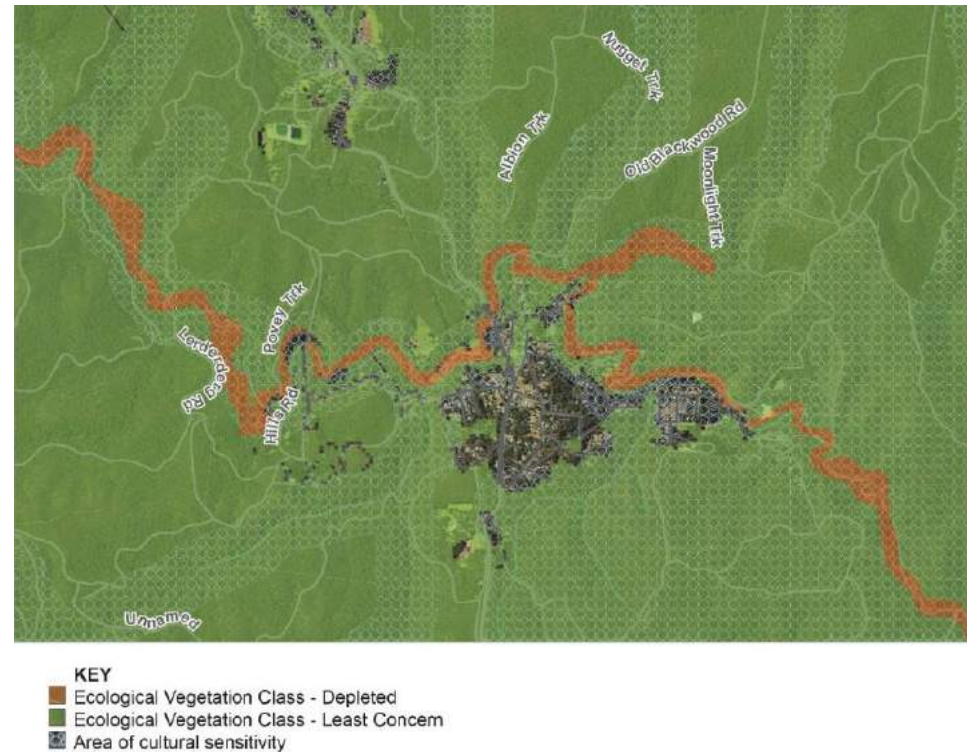 Nugget Trk
Albion Trk
Old Blackwood Rd
Moonlight Trk
Povey Trk
Lerderderg Rd
Hills Rd
Unnamed
KEY
Ecological Vegetation Class - Depleted
Ecological Vegetation Class - Least Concern
Area of cultural sensitivity